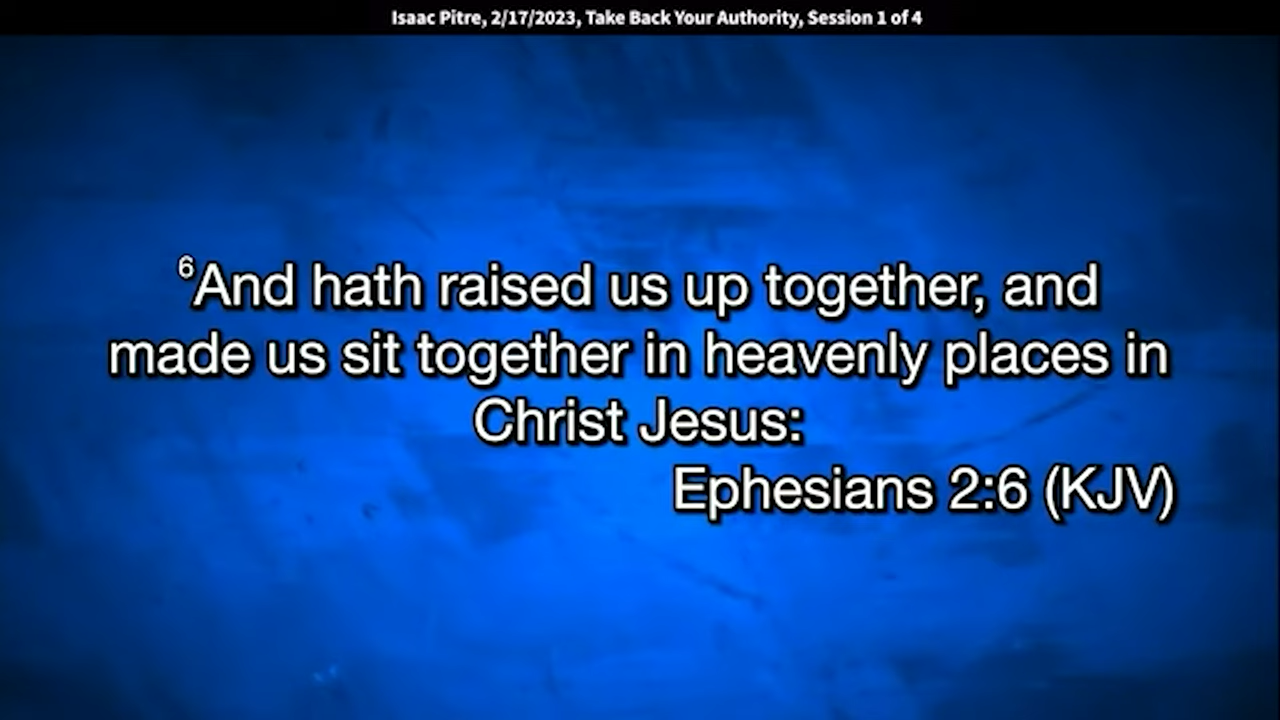 Isaac Pitre, 2/17/2023, Take Back Your Authority, Session 1 of 4
⁶And hath raised us up together, and
made us sit together in heavenly places in
Christ Jesus:
Ephesians 2:6 (KJV)